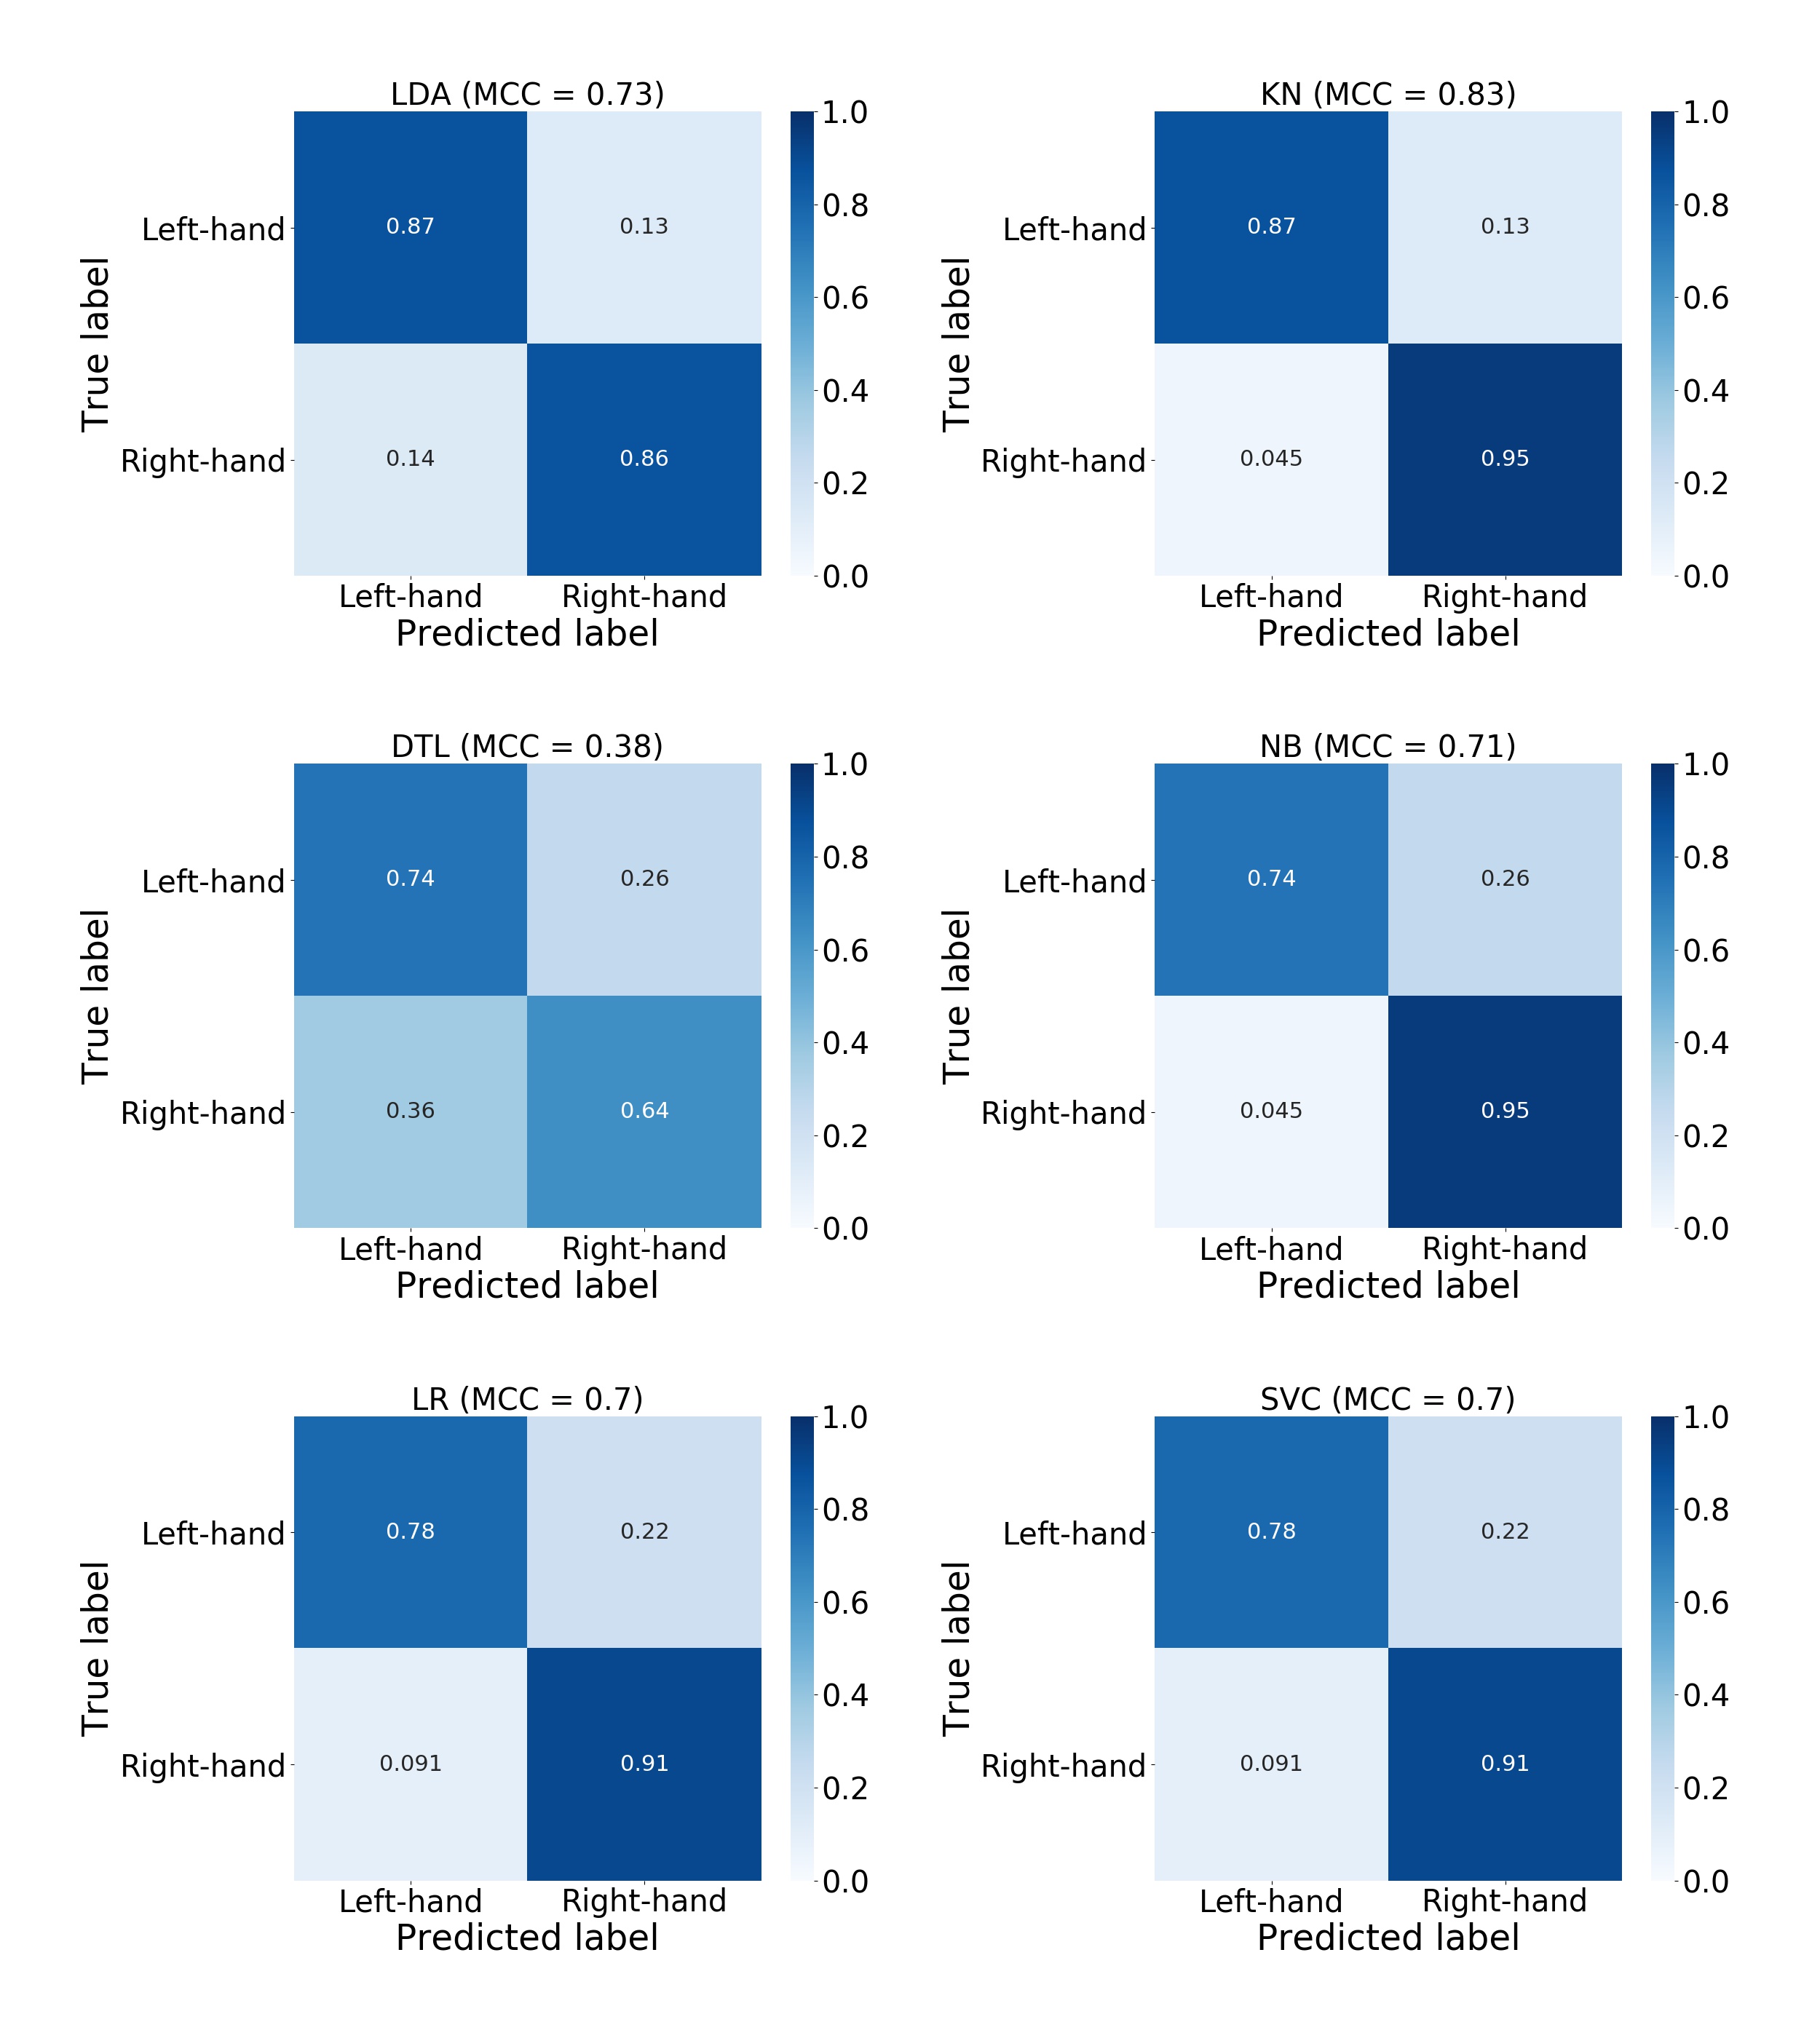 LDA (MCC = 0.73)
True label
Left-hand
0.87
0.13
Right-hand
0.14
0.86
Left-hand
Right-hand
Predicted label
1.0
0.8
0.6
0.4
0.2
0.0
KN (MCC = 0.83)
True label
Left-hand
0.87
0.13
Right-hand
0.045
0.95
Left-hand
Right-hand
Predicted label
1.0
0.8
0.6
0.4
0.2
0.0
DTL (MCC = 0.38)
True label
Left-hand
0.74
0.26
Right-hand
0.36
0.64
Left-hand
Right-hand
Predicted label
1.0
0.8
0.6
0.4
0.2
0.0
NB (MCC = 0.71)
True label
Left-hand
0.74
0.26
Right-hand
0.045
0.95
Left-hand
Right-hand
Predicted label
1.0
0.8
0.6
0.4
0.2
0.0
LR (MCC = 0.7)
True label
Left-hand
0.78
0.22
Right-hand
0.091
0.91
Left-hand
Right-hand
Predicted label
1.0
0.8
0.6
0.4
0.2
0.0
SVC (MCC = 0.7)
True label
Left-hand
0.78
0.22
Right-hand
0.091
0.91
Left-hand
Right-hand
Predicted label
1.0
0.8
0.6
0.4
0.2
0.0